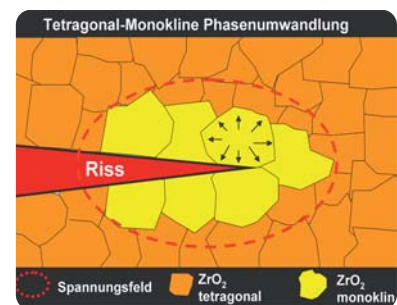 Tetragonal-Monokline Phasenumwandlung
Riss
Spannungsfeld
ZrO₂
tetragonal
ZrO₂
monoklin